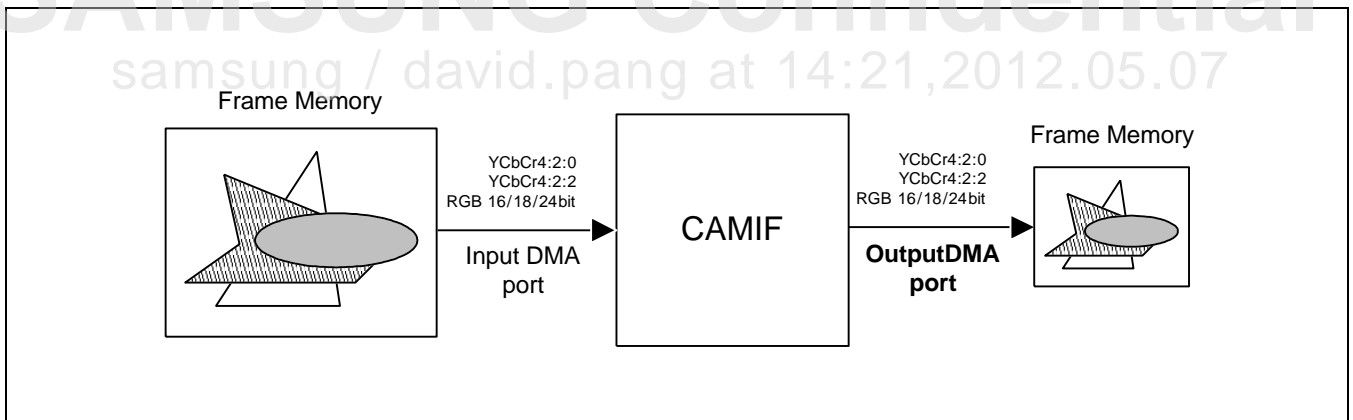 SAMSUNG Confidential
samsung / david.pang at 14:21,2012.05.07
Frame Memory
YCbCr4:2:0
YCbCr4:2:2
RGB 16/18/24bit
Input DMA
port
CAMIF
YCbCr4:2:0
YCbCr4:2:2
RGB 16/18/24bit
OutputDMA
port
Frame Memory